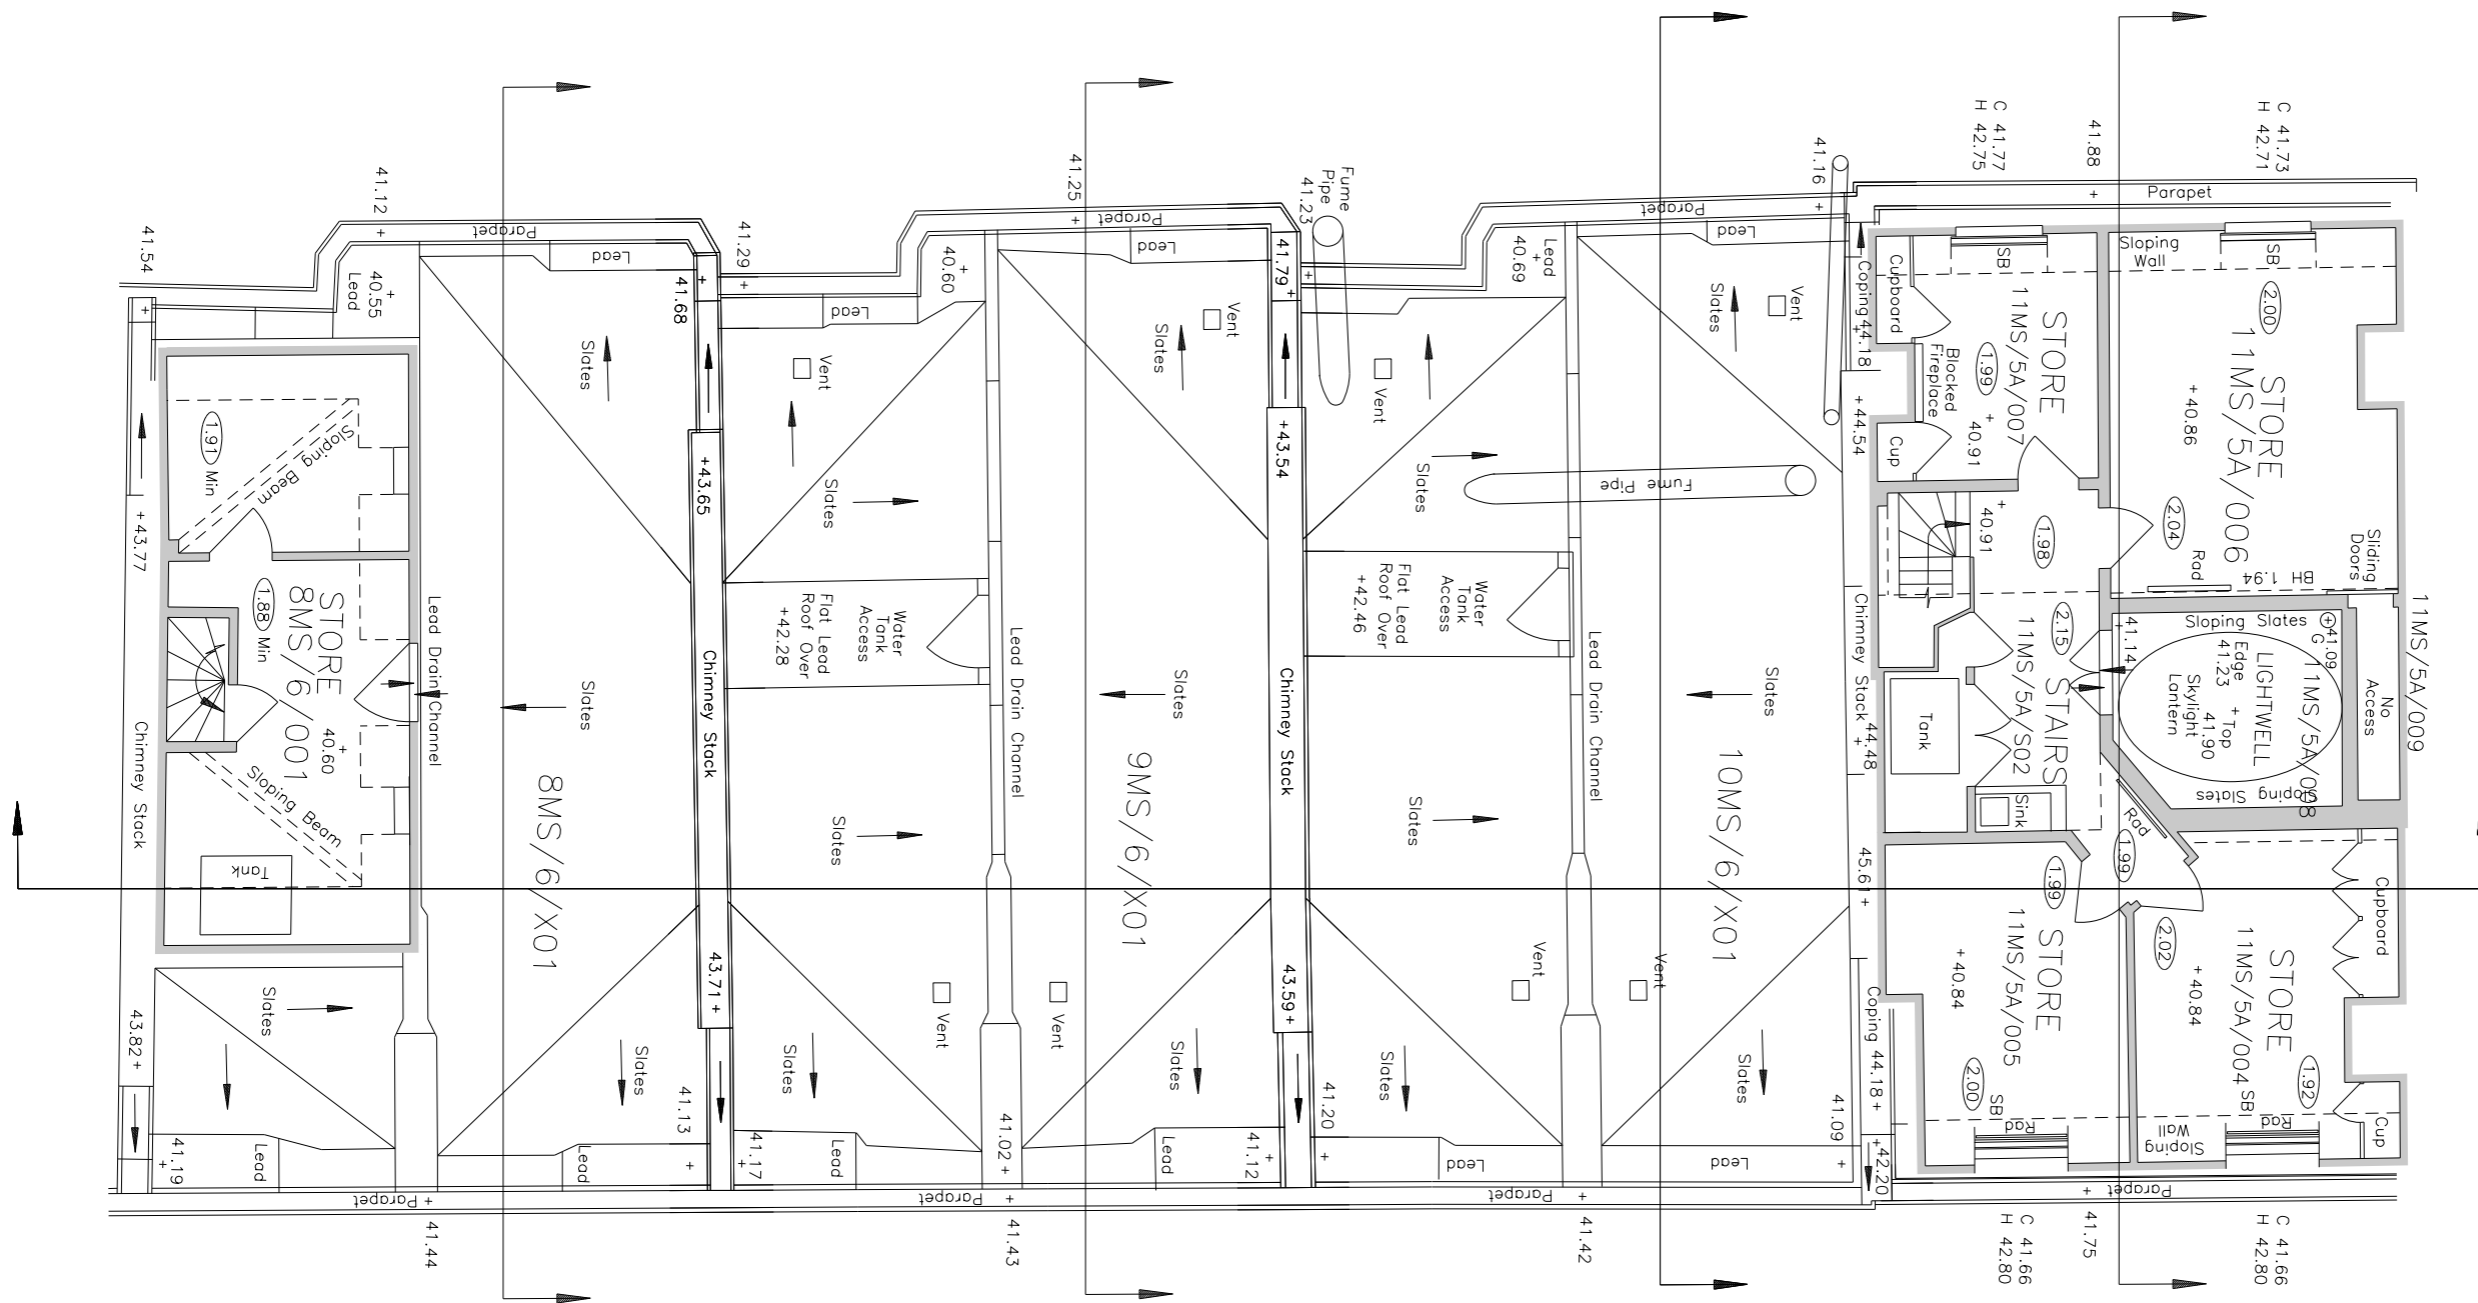 41.54
41.12
40.55
Lead
Parapet
Lead
41.68
41.29
40.60
Lead
Parapet
41.25
Lead
41.79
Fume
Pipe
41.23
40.69
Lead
Parapet
Lead
41.16
Coping 44.18
C 41.77
H 42.75
41.88
C 41.73
H 42.71
Parapet
Cupboard
SB
Sloping
Wall
SB
2.00
STORE
11MS/5A/007
1.99
Blocked
Fireplace
40.91
Cup
STORE
11MS/5A/006
40.86
2.04
Rad
BH 1.94
Sliding
Doors
Slates
Slates
Vent
Slates
Vent
Vent
Slates
Vent
1.91 Min
Sloping
Beam
+43.77
+43.65
Slates
+43.54
Slates
Fume Pipe
+44.54
40.91
1.98
STORE
8MS/6/001
1.88 Min
40.60
Lead Drain Channel
Slates
Flat Lead
Roof Over
+42.28
Water
Tank
Access
Lead Drain Channel
Slates
Flat Lead
Roof Over
+42.46
Water
Tank
Access
Lead Drain Channel
Slates
Chimney Stack
Chimney Stack
Chimney Stack
Chimney Stack
44.48
2.15
41.14
STAIRS
11MS/5A/S02
Tank
Sink
Sloping Slates
41.09
G
LIGHTWELL
11MS/5A/008
Edge
41.23
+ Top
41.90
Skylight
Lantern
Sloping Slates
No
Access
11MS/5A/009
Rad
1.99
Sloping Beam
Tank
8MS/6/X01
Slates
9MS/6/X01
Slates
10MS/6/X01
45.61+
1.99
2.02
Cupboard
STORE
11MS/5A/005
+40.84
STORE
11MS/5A/004
+40.84
43.82+
Slates
43.71+
Vent
Vent
43.59+
Vent
Vent
Coping 44.18+
Slates
Slates
Slates
Slates
Slates
2.00
SB
Rad
SB
1.92
Rad
Sloping
Wall
Cup
41.19
Lead
Lead
41.13
41.17
Lead
41.02+
Lead
41.12
41.20
Lead
Lead
41.09
+42.20
Parapet
41.44
Parapet
41.43
Parapet
41.42
Parapet
C 41.66
H 42.80
41.75
C 41.66
H 42.80